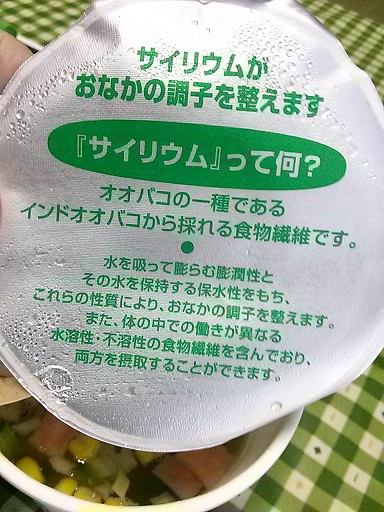 サイリウムが
おなかの調子を整えます
『サイリウム』って何？
オオバコの一種である
インドオオバコから採れる食物繊維です。
水を吸って膨らむ膨潤性と
その水を保持する保水性をもち、
これらの性質により、おなかの調子を整えます。
また、体の中での働きが異なる
水溶性・不溶性の食物繊維を含んでおり、
両方を摂取することができます。